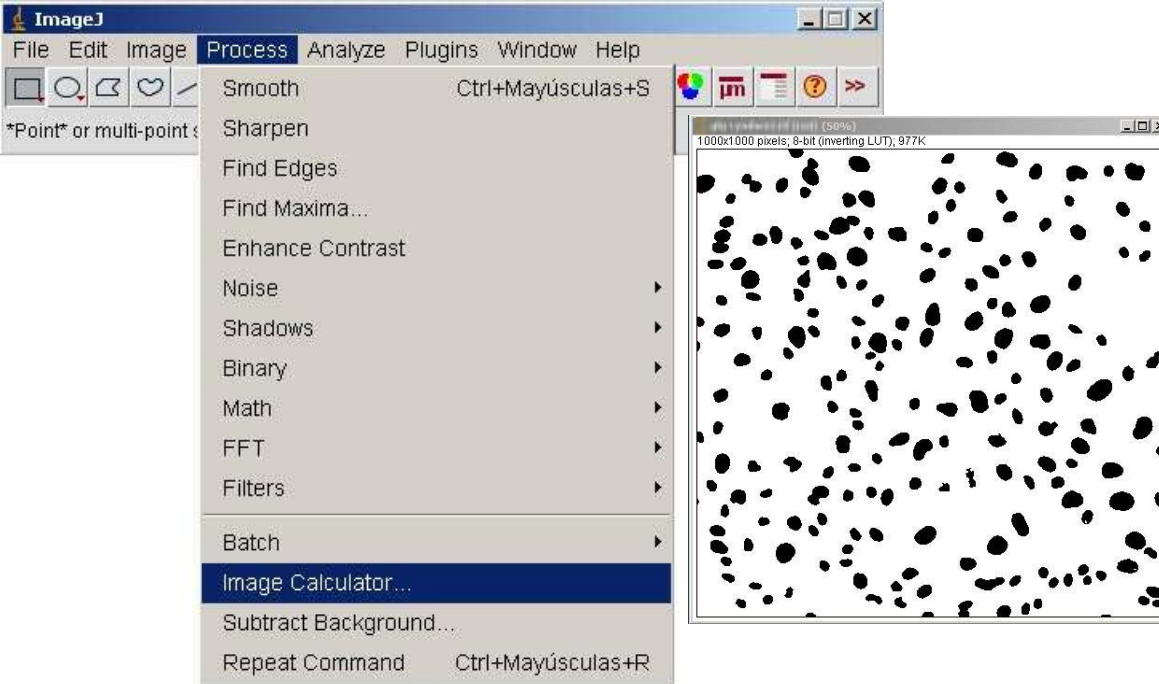 ImageJ
File Edit Image Process Analyze Plugins Window Help
µm
?
>>
*Point* or multi-point
Smooth Ctrl+Mayúsculas+S
Sharpen
Find Edges
Find Maxima...
Enhance Contrast
Noise
Shadows
Binary
Math
FFT
Filters
Batch
Image Calculator...
Subtract Background...
Repeat Command Ctrl+Mayúsculas+R
(50%)
1000x1000 pixels; 8-bit (inverting LUT); 977K